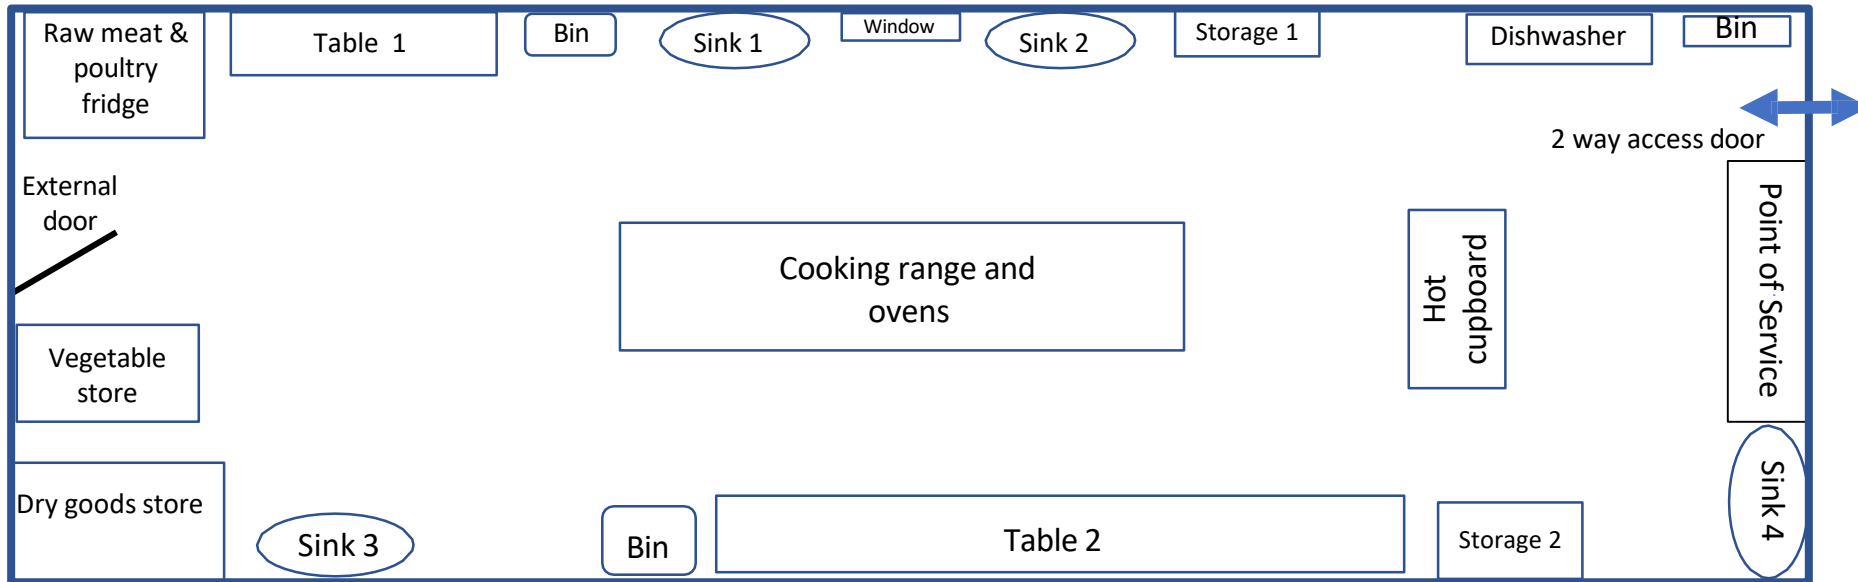 Raw meat &
poultry
fridge
Table 1
Bin
Sink 1
Window
Sink 2
Storage 1
Dishwasher
Bin
2 way access door
External
door
Cooking range and
ovens
Hot
cupboard
Point of Service
Vegetable
store
Dry goods store
Sink 3
Bin
Table 2
Storage 2
Sink 4